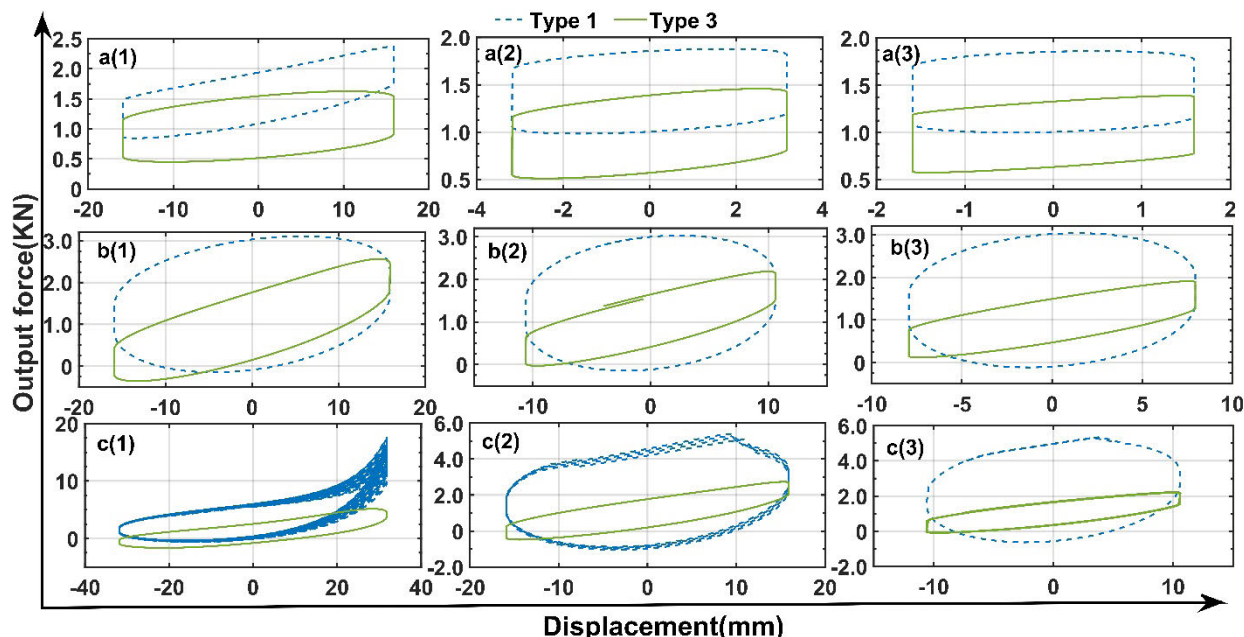 Type 1 Type 3
Output force(KN)
a(1)
2.5
2.0
1.5
1.0
0.5
0
-20 -10 0 10 20
a(2)
2.0
1.5
1.0
0.5
-4 -2 0 2 4
a(3)
2.0
1.5
1.0
0.5
-2 -1 0 1 2
b(1)
3.0
2.0
1.0
0
-20 -10 0 10 20
b(2)
3.0
2.0
1.0
0
-10 0 10
b(3)
3.0
2.0
1.0
0
-10 -5 0 5 10
c(1)
20
10
0
-40 -20 0 20 40
c(2)
6.0
4.0
2.0
0
-2.0
-20 -10 0 10 20
c(3)
6.0
4.0
2.0
0
-2.0
-10 0 10
Displacement(mm)